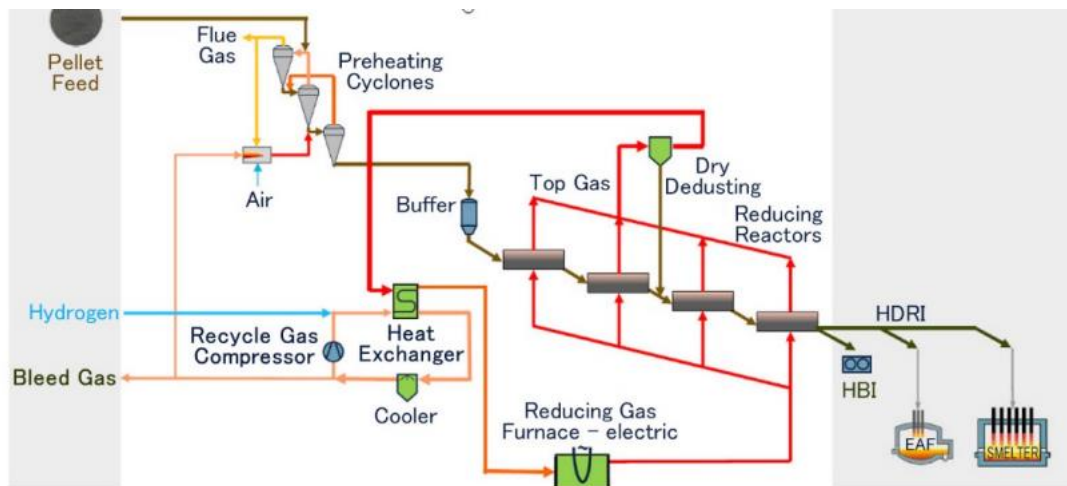 Pellet
Feed
Flue
Gas
Preheating
Cyclones
Air
Buffer
Top Gas
Dry
Dedusting
Reducing
Reactors
Hydrogen
Recycle Gas
Compressor
Heat
Exchanger
Bleed Gas
Cooler
Reducing Gas
Furnace - electric
HDRI
HBI
EAF
SMELTER